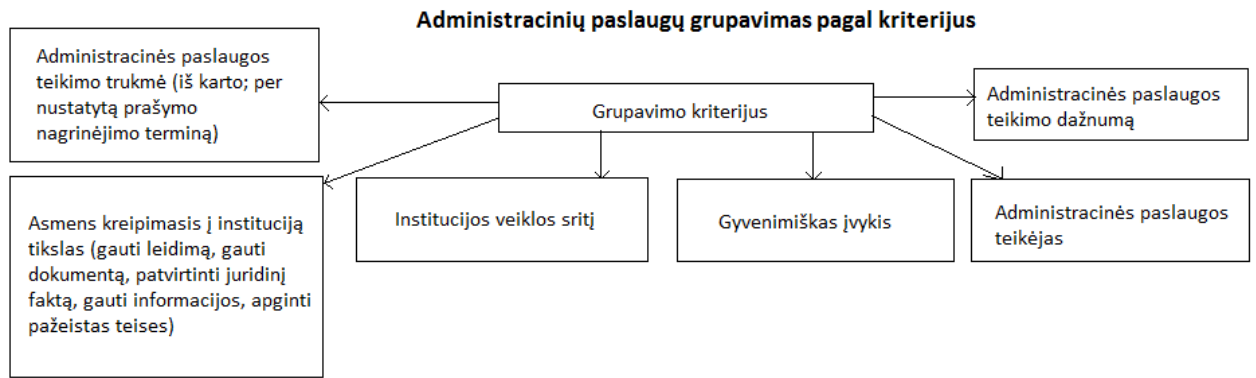 Administracinių paslaugų grupavimas pagal kriterijus
Administracinės paslaugos
teikimo trukmė (iš karto; per
nustatytą prašymo
nagrinėjimo terminą)
Grupavimo kriterijus
Administracinės paslaugos
teikimo dažnumą
Asmens kreipimasis į instituciją
tikslas (gauti leidimą, gauti
dokumentą, patvirtinti juridinį
faktą, gauti informacijos, apginti
pažeistas teises)
Institucijos veiklos sritį
Gyvenimiškas įvykis
Administracinės paslaugos
teikėjas